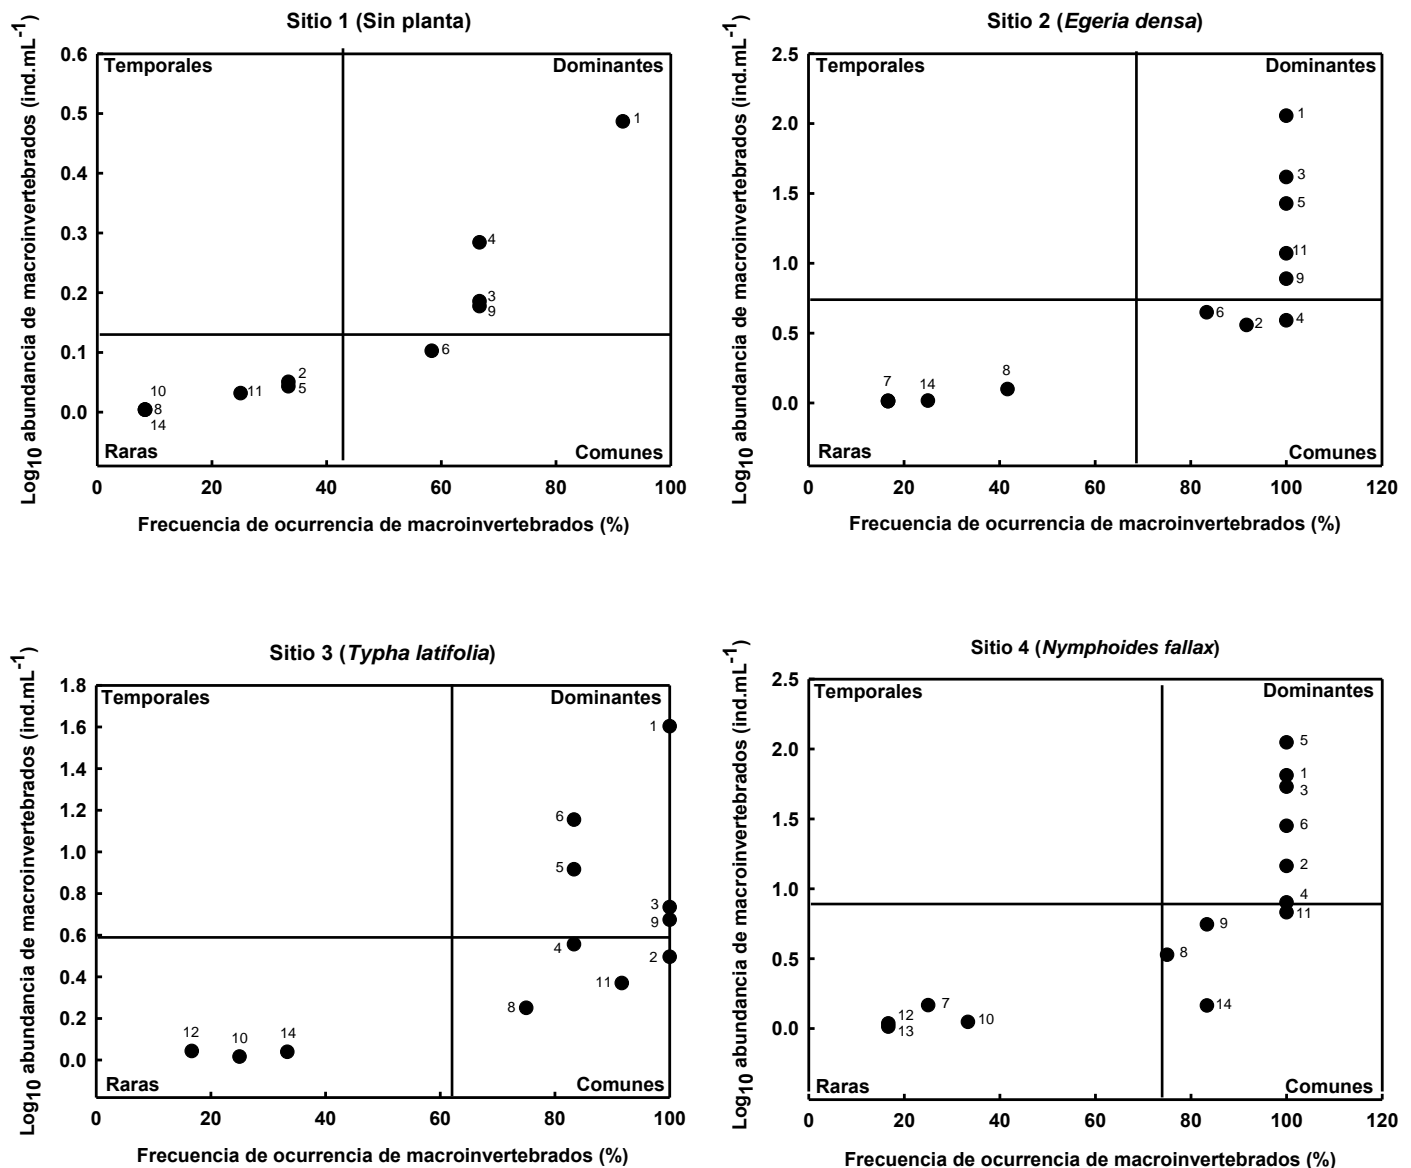 Sitio 1 (Sin planta)
Log10 abundancia de macroinvertebrados (ind.mL-1)
0.6
0.5
0.4
0.3
0.2
0.1
0.0
Temporales
Dominantes
1
4
3
9
6
2
5
11
10
8
14
Raras
Comunes
0 20 40 60 80 100
Frecuencia de ocurrencia de macroinvertebrados (%)
Sitio 2 (Egeria densa)
Log10 abundancia de macroinvertebrados (ind.mL-1)
2.5
2.0
1.5
1.0
0.5
0.0
Temporales
Dominantes
1
3
5
11
9
6
2
4
7
14
8
Raras
Comunes
0 20 40 60 80 100 120
Frecuencia de ocurrencia de macroinvertebrados (%)
Sitio 3 (Typha latifolia)
Log10 abundancia de macroinvertebrados (ind.mL-1)
1.8
1.6
1.4
1.2
1.0
0.8
0.6
0.4
0.2
0.0
Temporales
Dominantes
1
6
5
3
9
4
2
11
8
12
10
14
Raras
Comunes
0 20 40 60 80 100
Frecuencia de ocurrencia de macroinvertebrados (%)
Sitio 4 (Nymphoides fallax)
Log10 abundancia de macroinvertebrados (ind.mL-1)
2.5
2.0
1.5
1.0
0.5
0.0
Temporales
Dominantes
5
1
3
6
2
4
11
9
8
14
7
12
13
10
Raras
Comunes
0 20 40 60 80 100 120
Frecuencia de ocurrencia de macroinvertebrados (%)